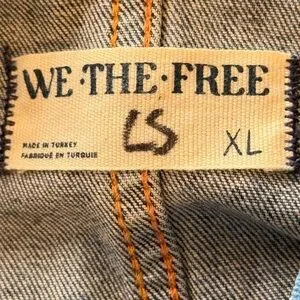 WE·THE·FREE
LS
MADE IN TURKEY
XL
FABRIQUÉ EN TURQUIE